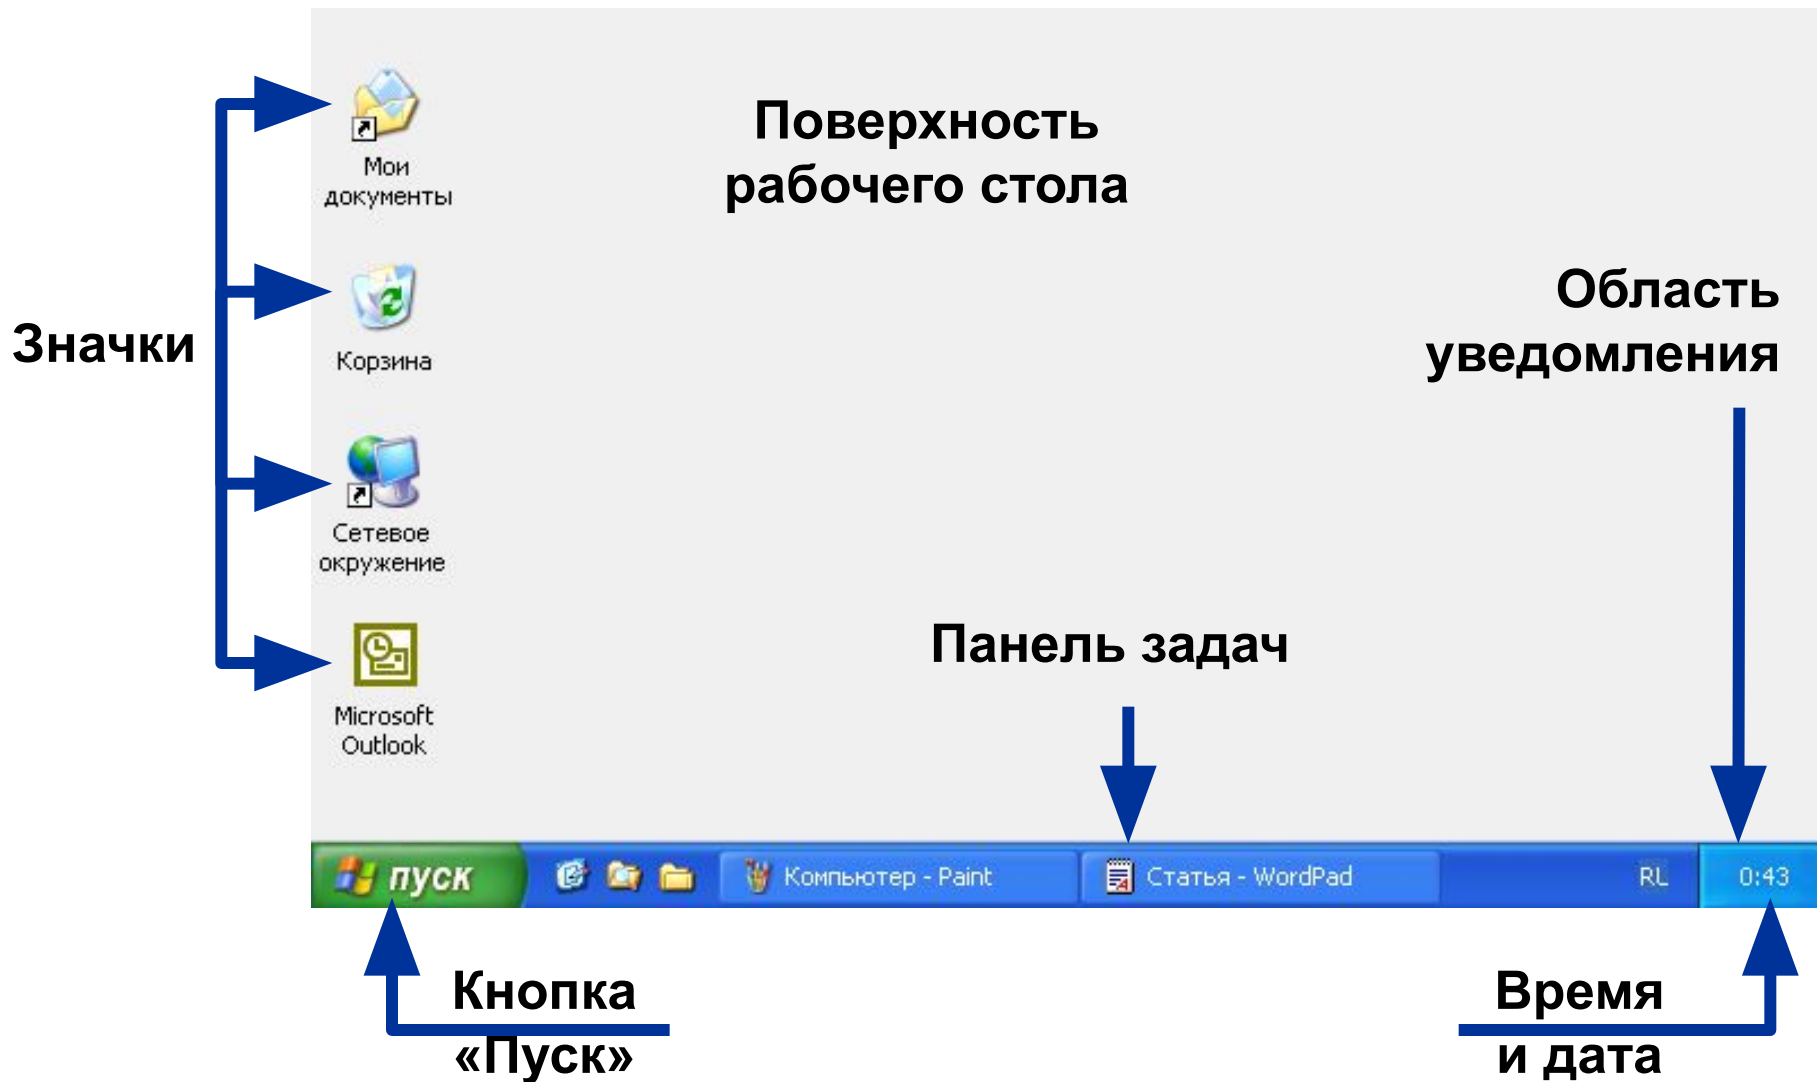 Поверхность
рабочего стола
Значки
Мои
документы
Корзина
Сетевое
окружение
Microsoft
Outlook
Область
уведомления
Панель задач
пуск
Компьютер - Paint
Статья - WordPad
RL
0:43
Кнопка
«Пуск»
Время
и дата